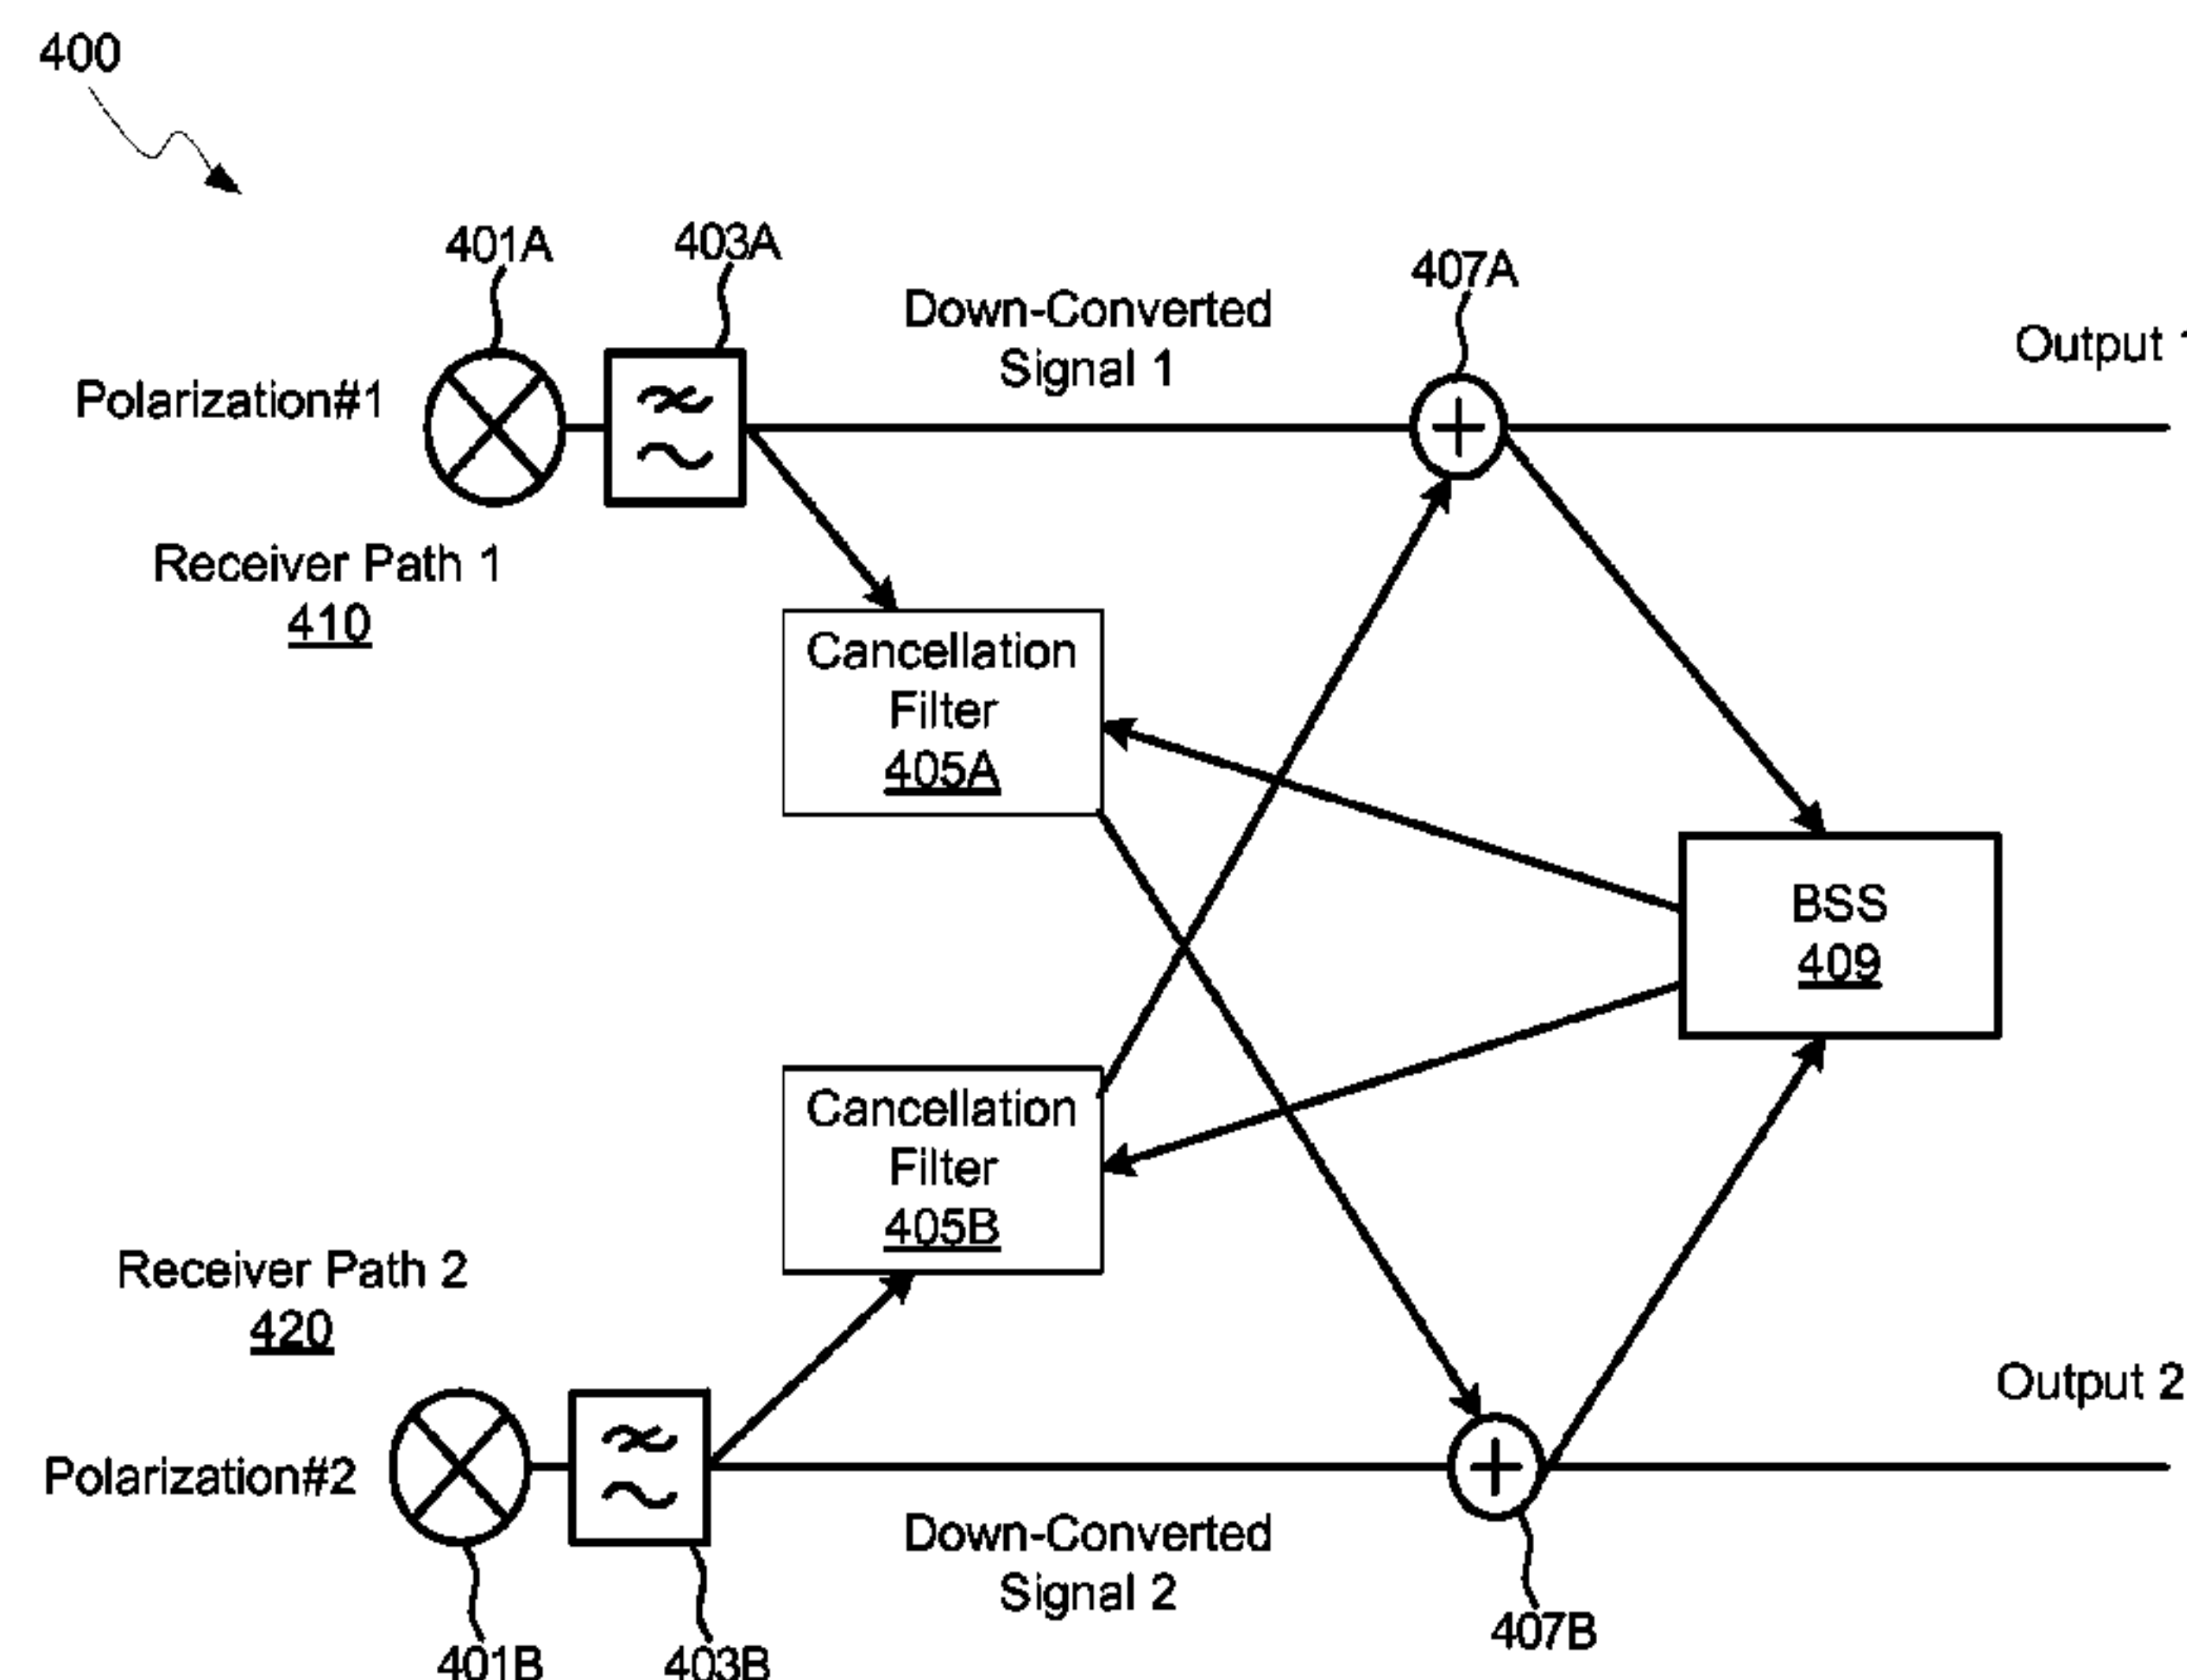 400
401A
403A
407A
Down-Converted
Signal 1
Output 1
Polarization#1
Receiver Path 1
410
Cancellation
Filter
405A
BSS
409
Cancellation
Filter
405B
Receiver Path 2
420
Output 2
Polarization#2
Down-Converted
Signal 2
401B
403B
407B